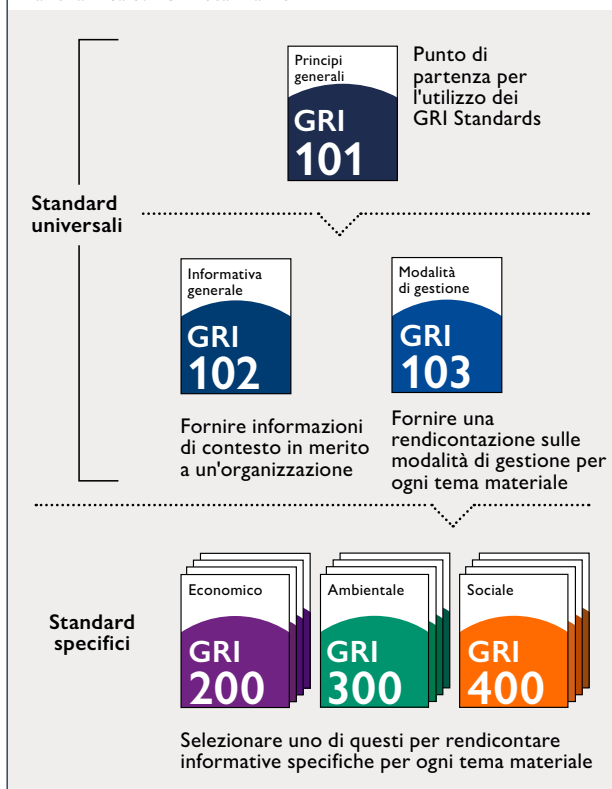 Principi
generali
GRI
101
Punto di
partenza per
l'utilizzo dei
GRI Standards
Standard
universali
Informativa
generale
GRI
102
Modalità
di gestione
GRI
103
Fornire informazioni
di contesto in merito
a un'organizzazione
Fornire una
rendicontazione sulle
modalità di gestione per
ogni tema materiale
Standard
specifici
Economico
GRI
200
Ambientale
GRI
300
Sociale
GRI
400
Selezionare uno di questi per rendicontare
informative specifiche per ogni tema materiale